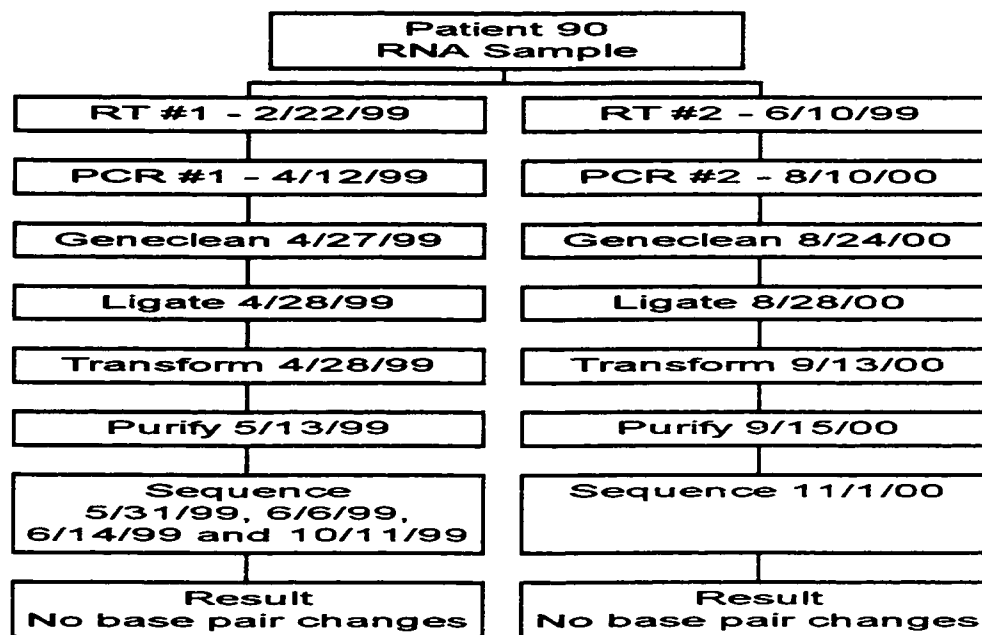 Patient 90
RNA Sample
RT #1 - 2/22/99
PCR #1 - 4/12/99
Geneclean 4/27/99
Ligate 4/28/99
Transform 4/28/99
Purify 5/13/99
Sequence
5/31/99, 6/6/99,
6/14/99 and 10/11/99
Result
No base pair changes
RT #2 - 6/10/99
PCR #2 - 8/10/00
Geneclean 8/24/00
Ligate 8/28/00
Transform 9/13/00
Purify 9/15/00
Sequence 11/1/00
Result
No base pair changes